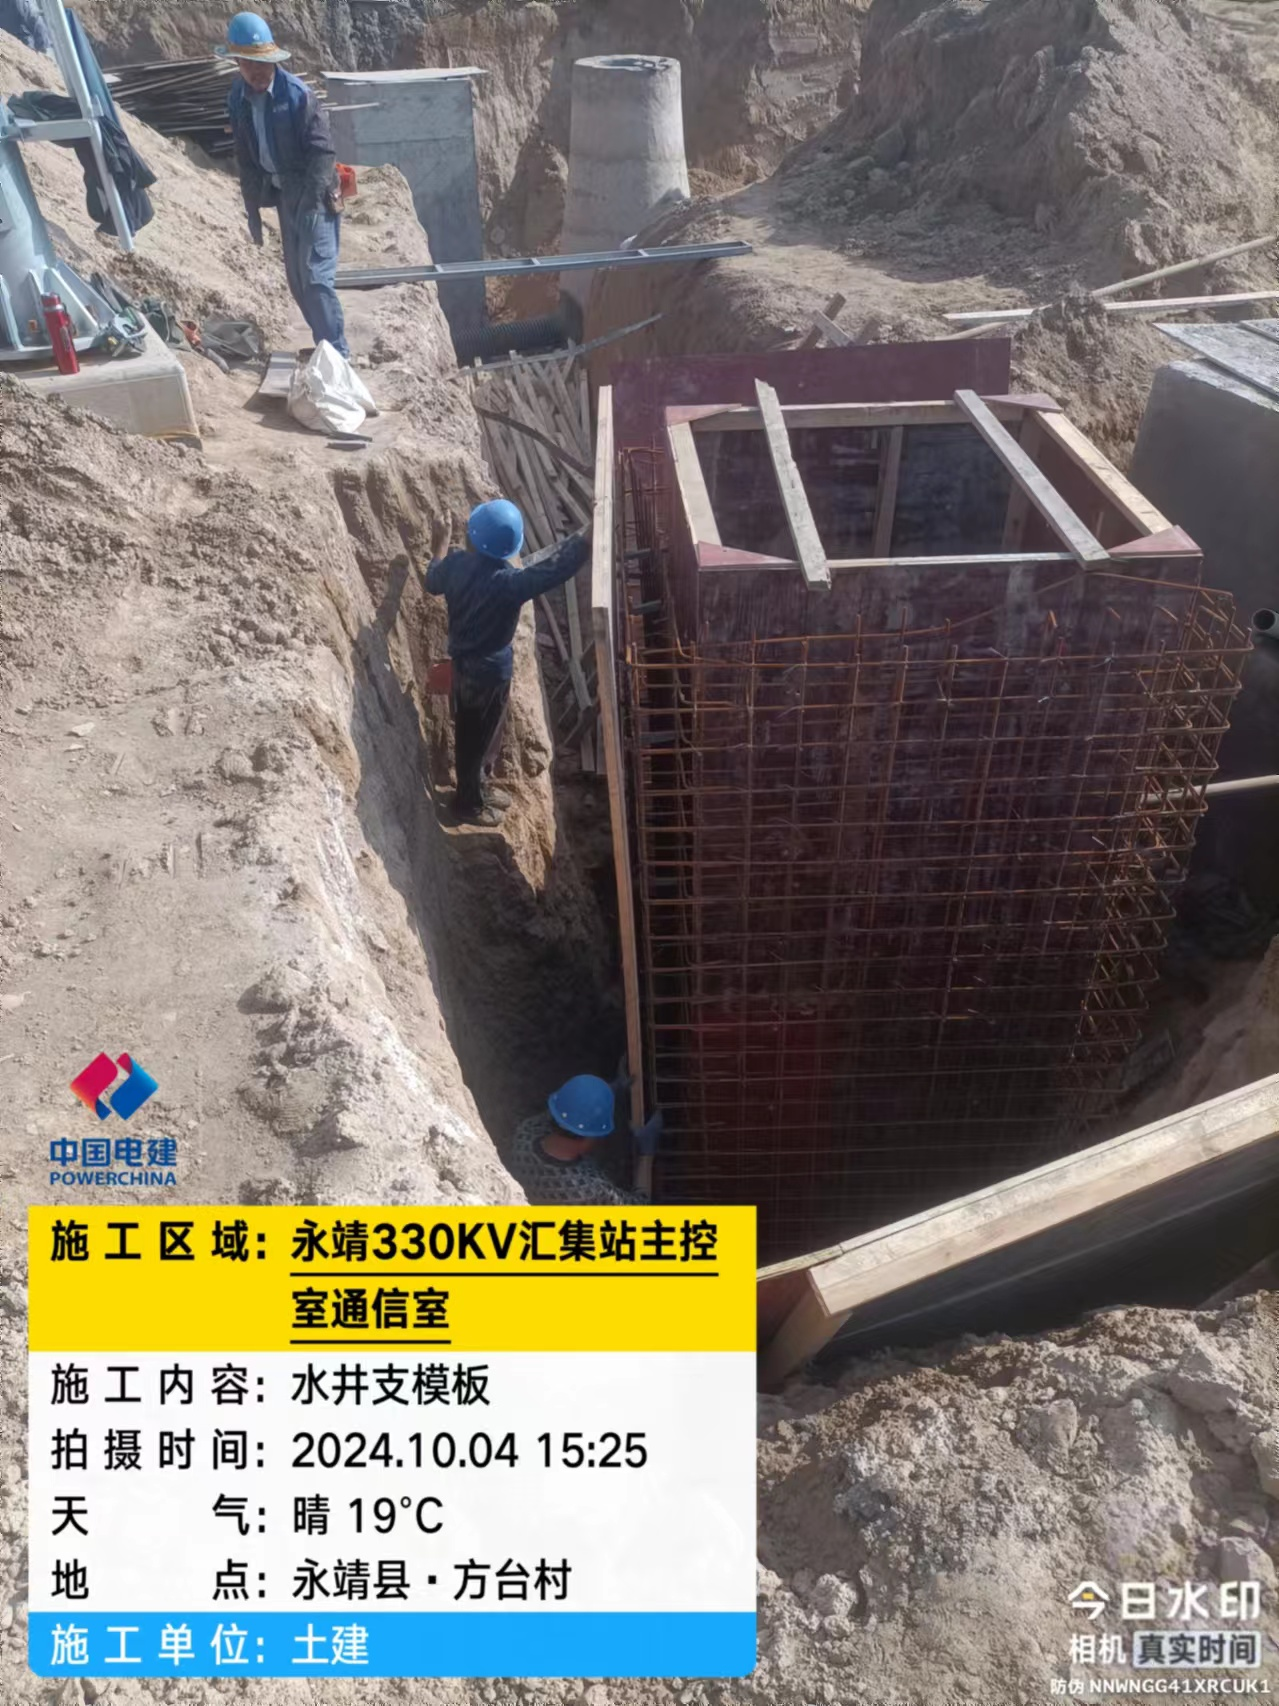 中国电建
POWERCHINA
施工区域：永靖330KV汇集站主控
室通信室
施工内容：水井支模板
拍摄时间：2024.10.04 15:25
天气：晴 19℃
地点：永靖县·方台村
施工单位：土建
今日水印
相机 真实时间
防伪 NNWNGG41XRCUK1